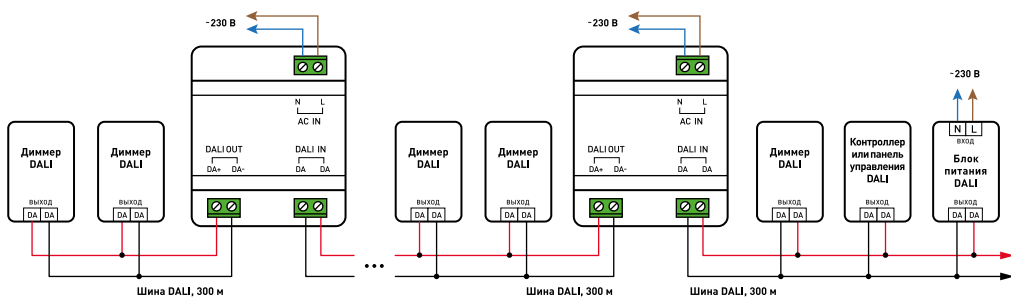 ~230 В
~230 В
~230 В
N L
AC IN
DALI OUT
DA+ DA-
DALI IN
DA DA
N L
AC IN
DALI OUT
DA+ DA-
DALI IN
DA DA
Диммер
DALI
ВЫХОД
DA DA
Диммер
DALI
ВЫХОД
DA DA
Диммер
DALI
ВЫХОД
DA DA
Диммер
DALI
ВЫХОД
DA DA
Диммер
DALI
ВЫХОД
DA DA
Контроллер
или панель
управления
DALI
ВЫХОД
DA DA
N L
ВХОД
Блок
питания
DALI
ВЫХОД
DA DA
...
Шина DALI, 300 м
Шина DALI, 300 м
Шина DALI, 300 м